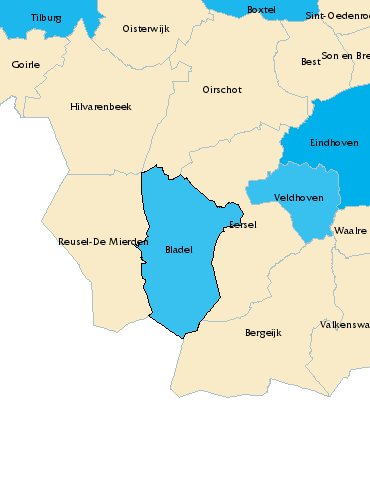 Tilburg
Boxtel
Sint-Oedenro
Oisterwijk
Son en Bre
Goirle
Best
Oirschot
Hilvarenbeek
Eindhoven
Veldhoven
Eersel
Waalre
Reusel-De Mierden
Bladel
Valkenswa
Bergeijk